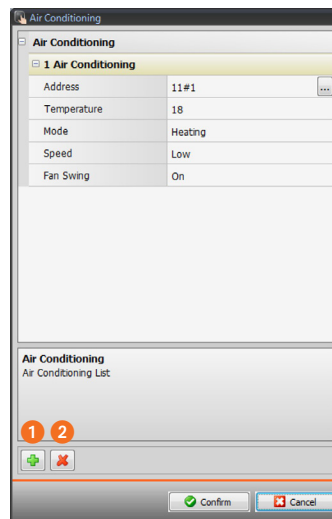 Air Conditioning
Air Conditioning
1 Air Conditioning
Address 11#1 ...
Temperature 18
Mode Heating
Speed Low
Fan Swing On
Air Conditioning
Air Conditioning List
1 2
Confirm Cancel